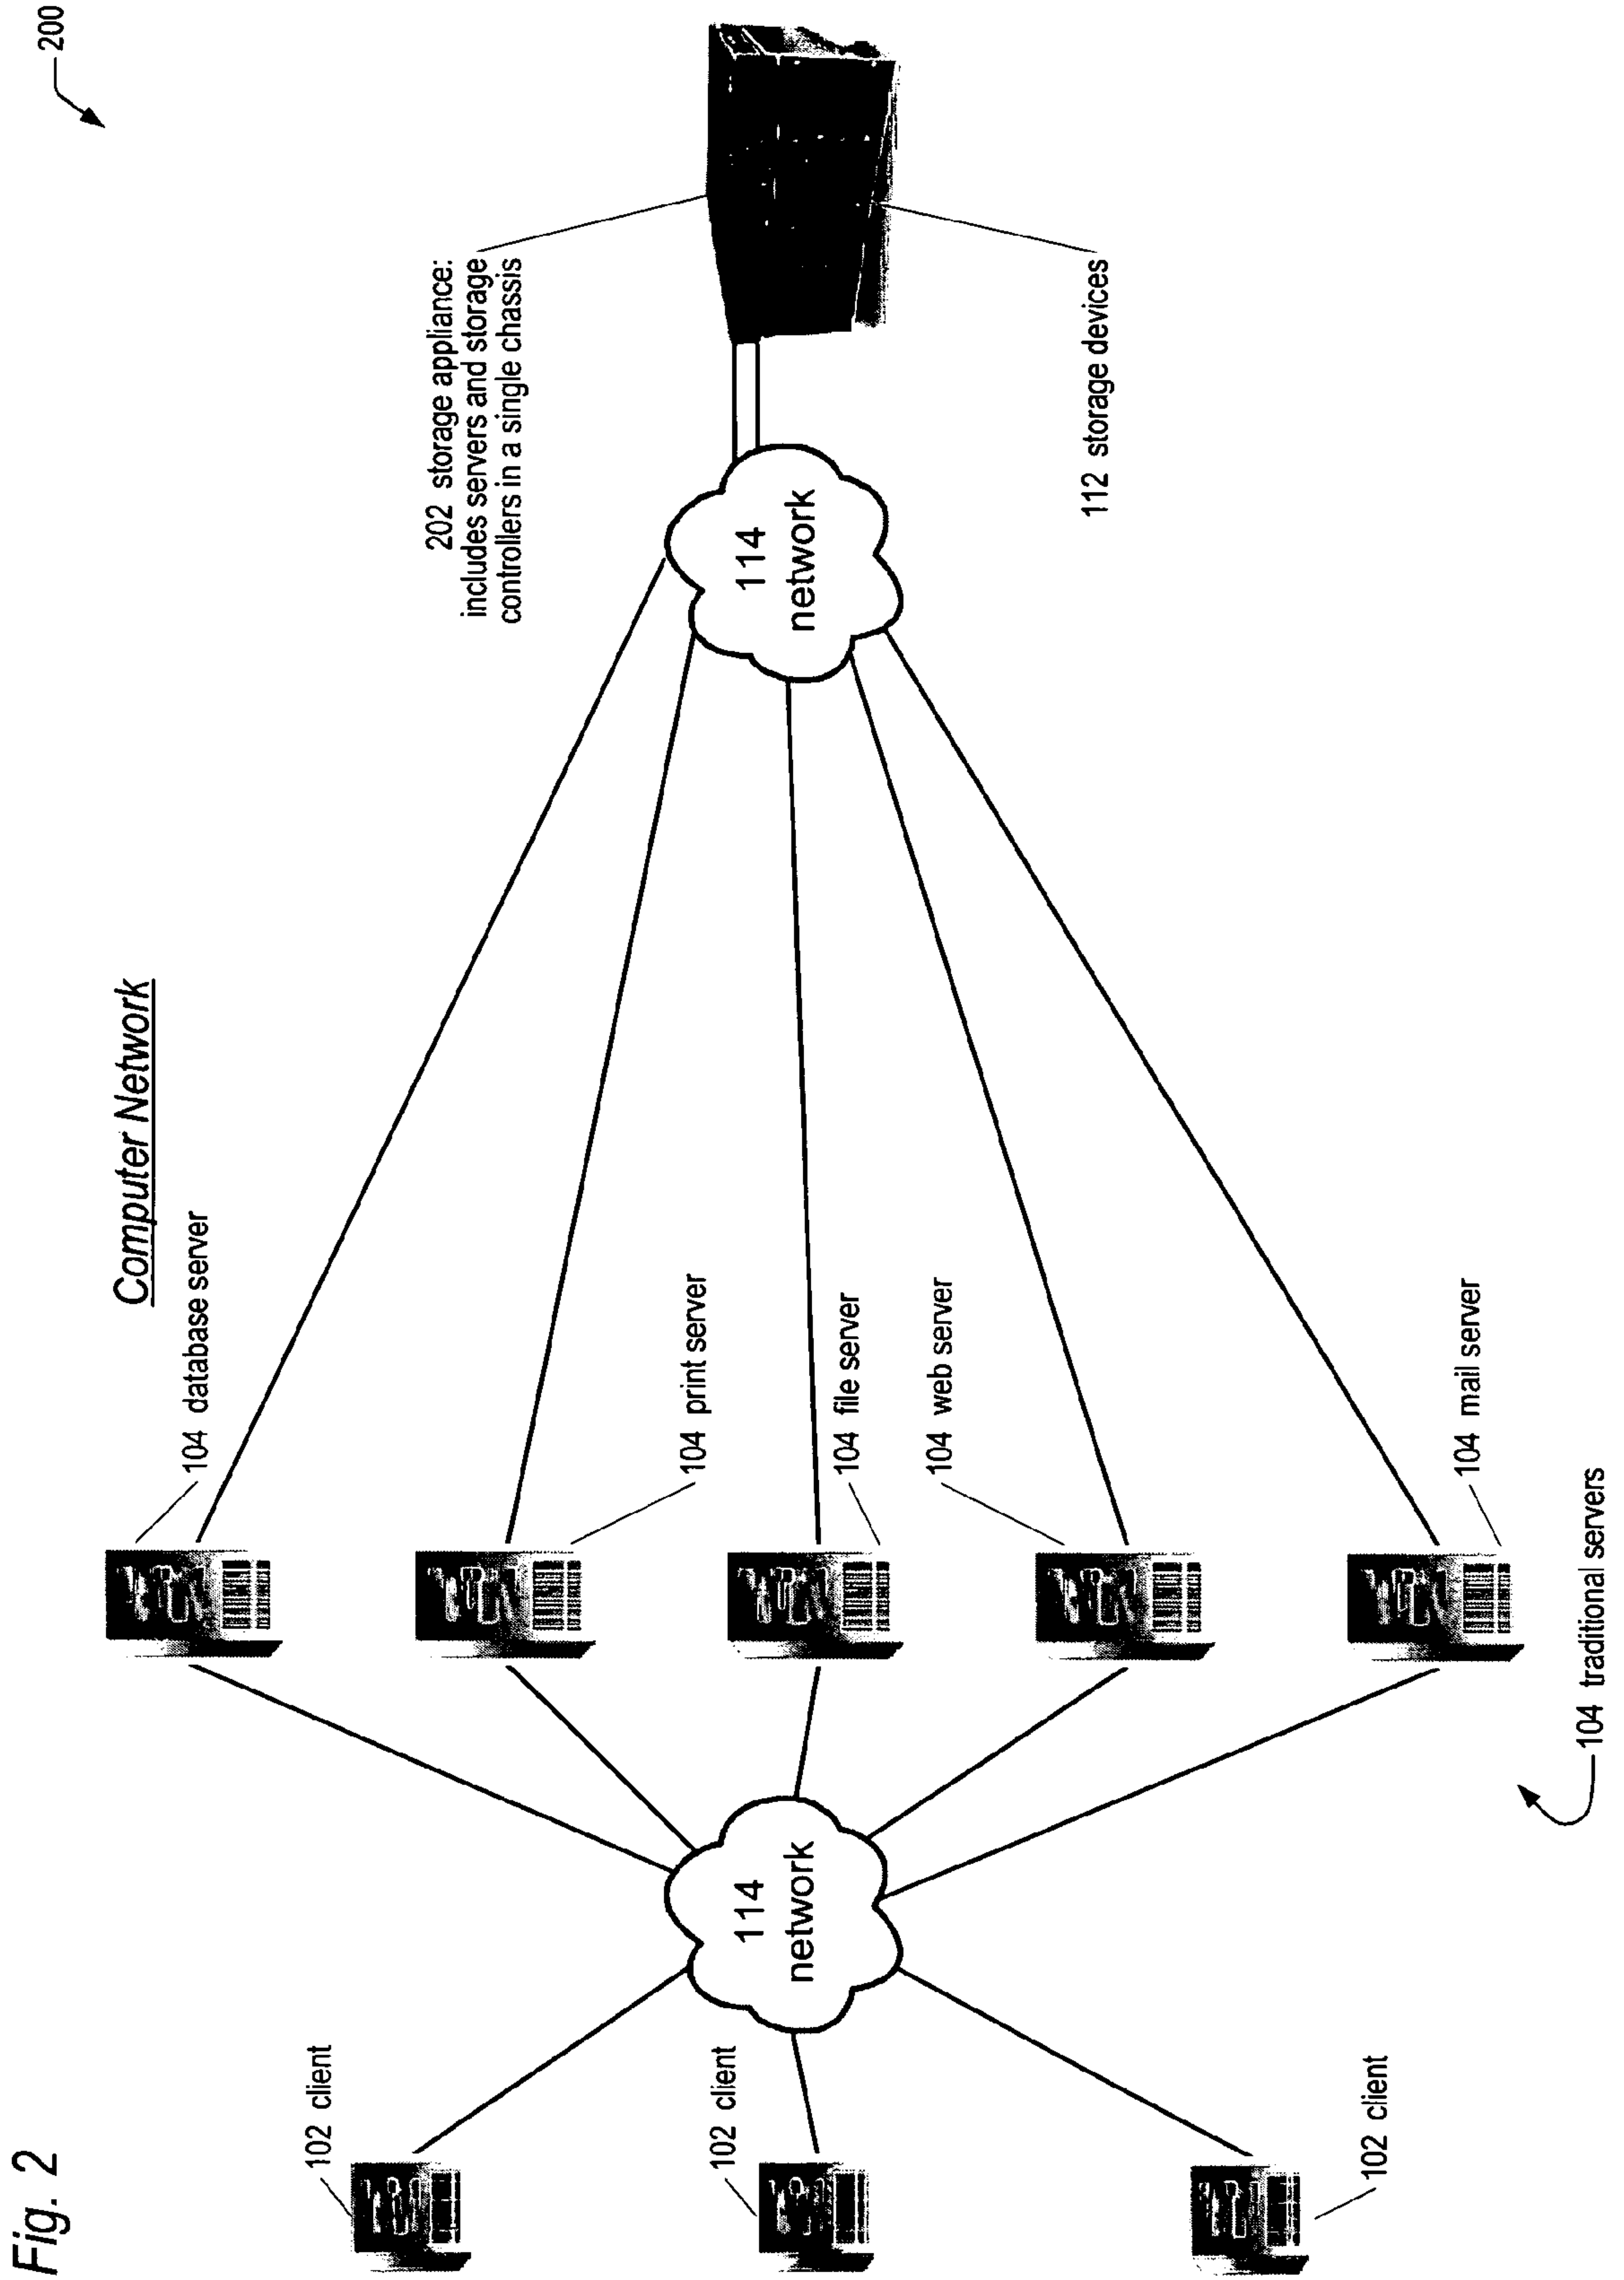 Fig. 2
200
Computer Network
104 database server
202 storage appliance:
includes servers and storage
controllers in a single chassis
102 client
104 print server
114
network
114
network
102 client
104 file server
104 web server
112 storage devices
102 client
104 mail server
104 traditional servers